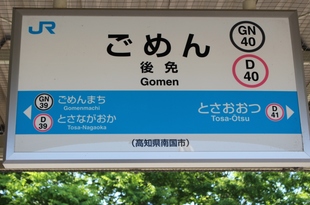 JR
ごめん
後免
Gomen
GN
40
D
40
GN
39
ごめんまち
Gomenmachi
D
39
とさながおか
Tosa-Nagaoka
とさおおつ
Tosa-Ōtsu
D
41
(高知県南国市)